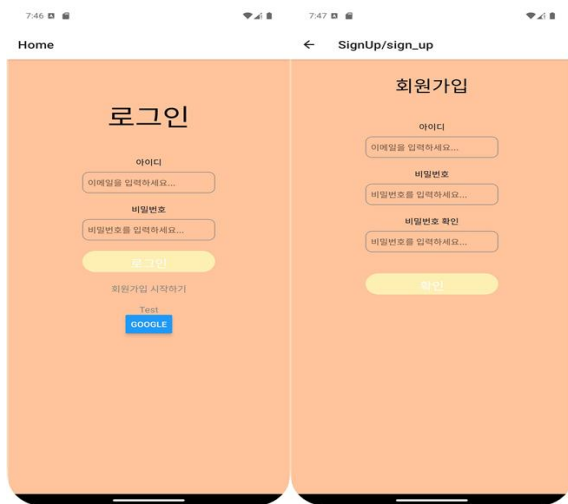 7:46
Home
로그인
아이디
이메일을 입력하세요...
비밀번호
비밀번호를 입력하세요...
로그인
회원가입 시작하기
Test
GOOGLE
7:47
SignUp/sign_up
회원가입
아이디
이메일을 입력하세요...
비밀번호
비밀번호를 입력하세요...
비밀번호 확인
비밀번호를 입력하세요...
확인